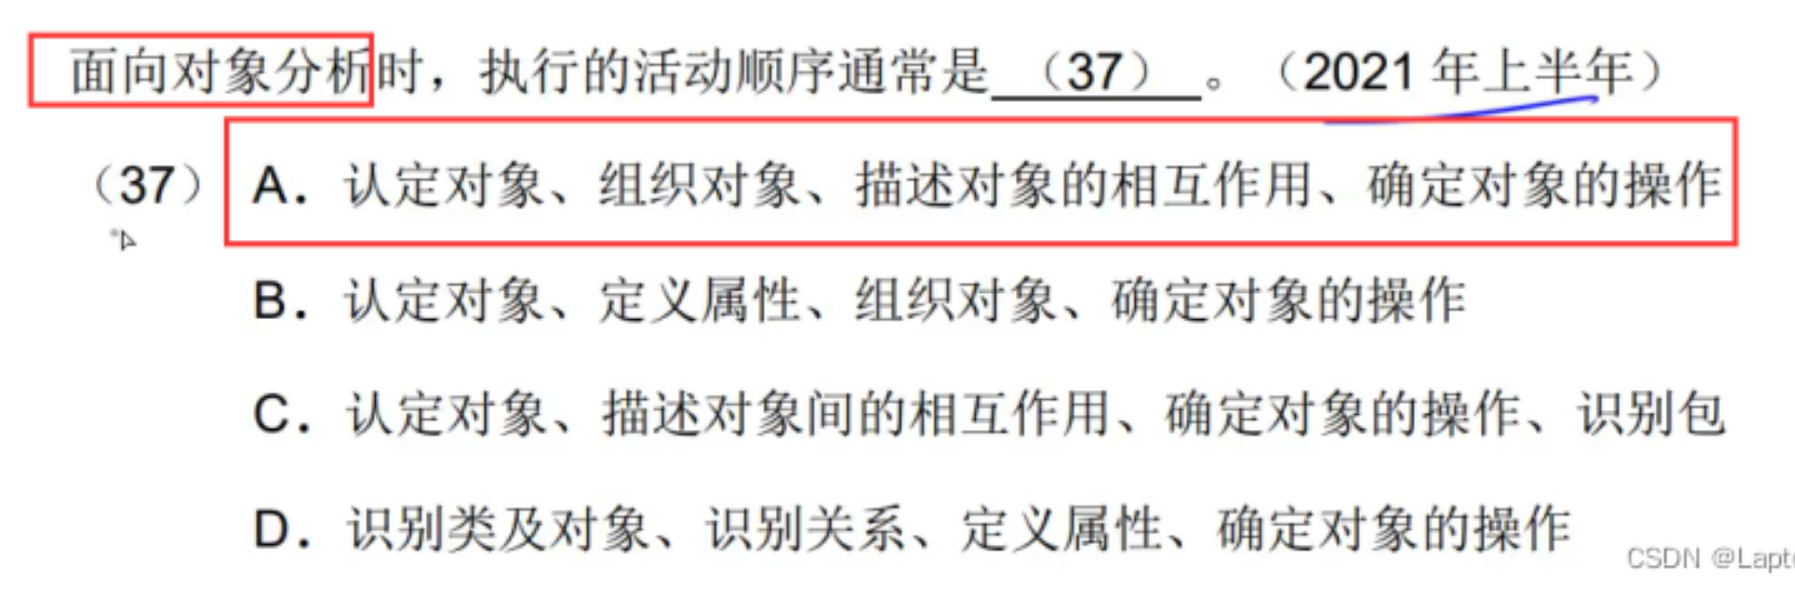 面向对象分析时，执行的活动顺序通常是 （37） 。（2021 年上半年）
（37） A. 认定对象、组织对象、描述对象的相互作用、确定对象的操作
B. 认定对象、定义属性、组织对象、确定对象的操作
C. 认定对象、描述对象间的相互作用、确定对象的操作、识别包
D. 识别类及对象、识别关系、定义属性、确定对象的操作
CSDN